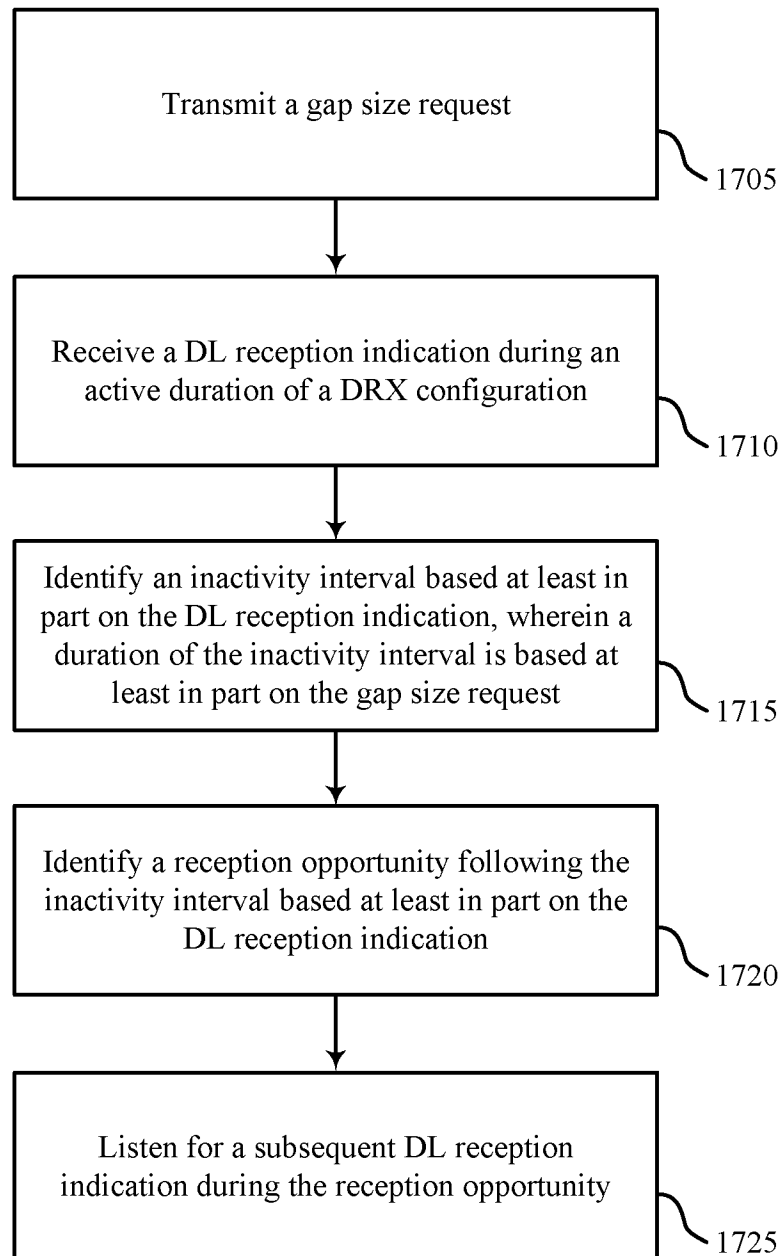 Transmit a gap size request
1705
Receive a DL reception indication during an
active duration of a DRX configuration
1710
Identify an inactivity interval based at least in
part on the DL reception indication, wherein a
duration of the inactivity interval is based at
least in part on the gap size request
1715
Identify a reception opportunity following the
inactivity interval based at least in part on the
DL reception indication
1720
Listen for a subsequent DL reception
indication during the reception opportunity
1725